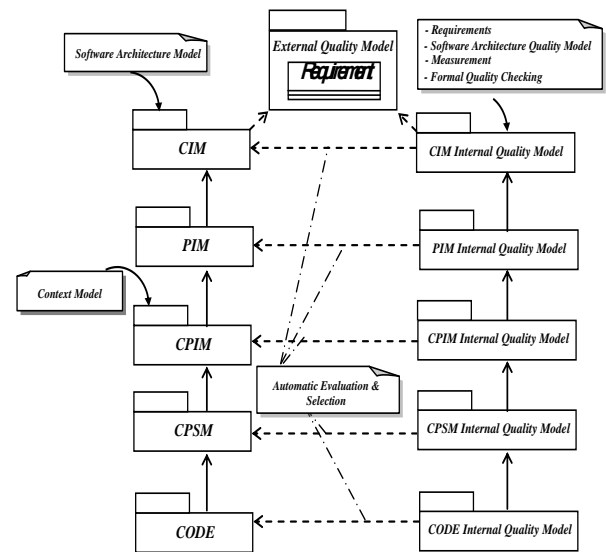 External Quality Model
Requirement
Software Architecture Model
- Requirements
- Software Architecture Quality Model
- Measurement
- Formal Quality Checking
CIM
CIM Internal Quality Model
PIM
PIM Internal Quality Model
Context Model
CPIM
CPIM Internal Quality Model
Automatic Evaluation &
Selection
CPSM
CPSM Internal Quality Model
CODE
CODE Internal Quality Model